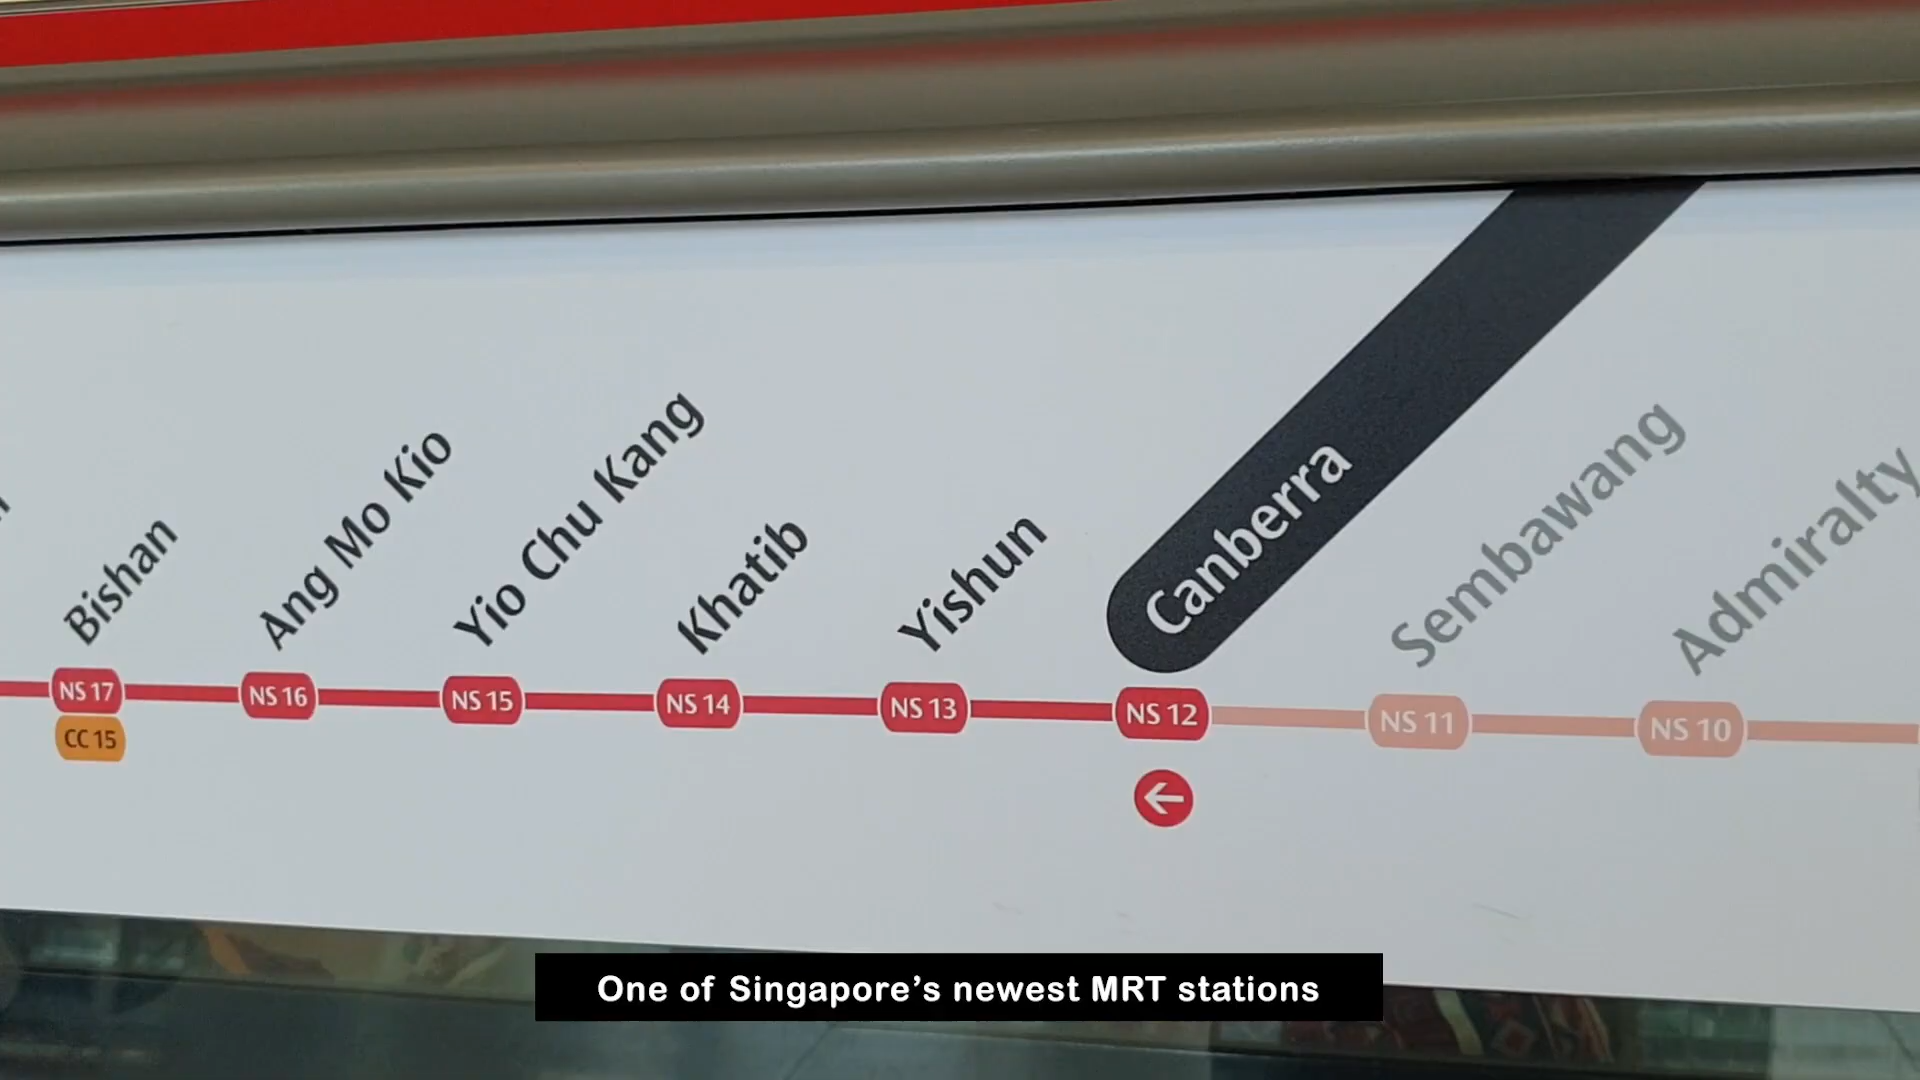 Bishan
Ang Mo Kio
Yio Chu Kang
Khatib
Yishun
Canberra
Sembawang
Admiralty
NS 17
NS 16
NS 15
NS 14
NS 13
NS 12
NS 11
NS 10
CC 15
One of Singapore’s newest MRT stations